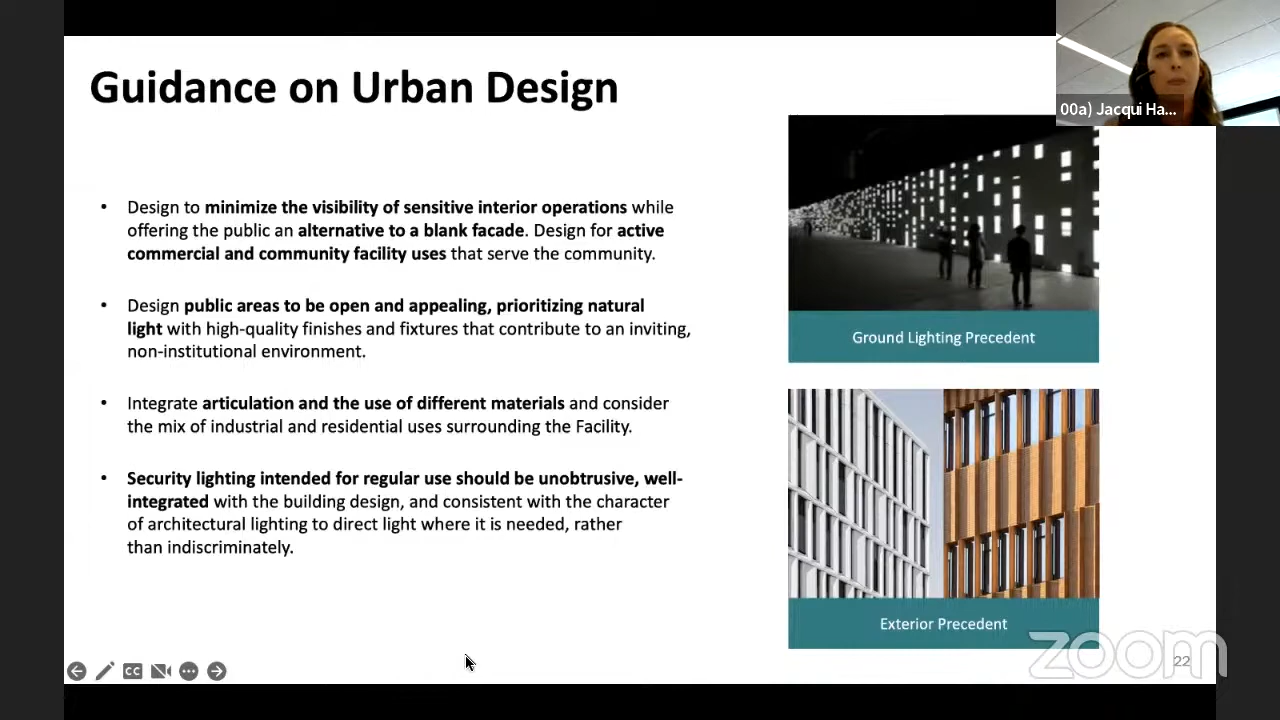 Guidance on Urban Design
00a) Jacqui Ha...
• Design to minimize the visibility of sensitive interior operations while
offering the public an alternative to a blank facade. Design for active
commercial and community facility uses that serve the community.
• Design public areas to be open and appealing, prioritizing natural
light with high-quality finishes and fixtures that contribute to an inviting,
non-institutional environment.
• Integrate articulation and the use of different materials and consider
the mix of industrial and residential uses surrounding the Facility.
• Security lighting intended for regular use should be unobtrusive, well-
integrated with the building design, and consistent with the character
of architectural lighting to direct light where it is needed, rather
than indiscriminately.
Ground Lighting Precedent
Exterior Precedent
CC
zoom
22